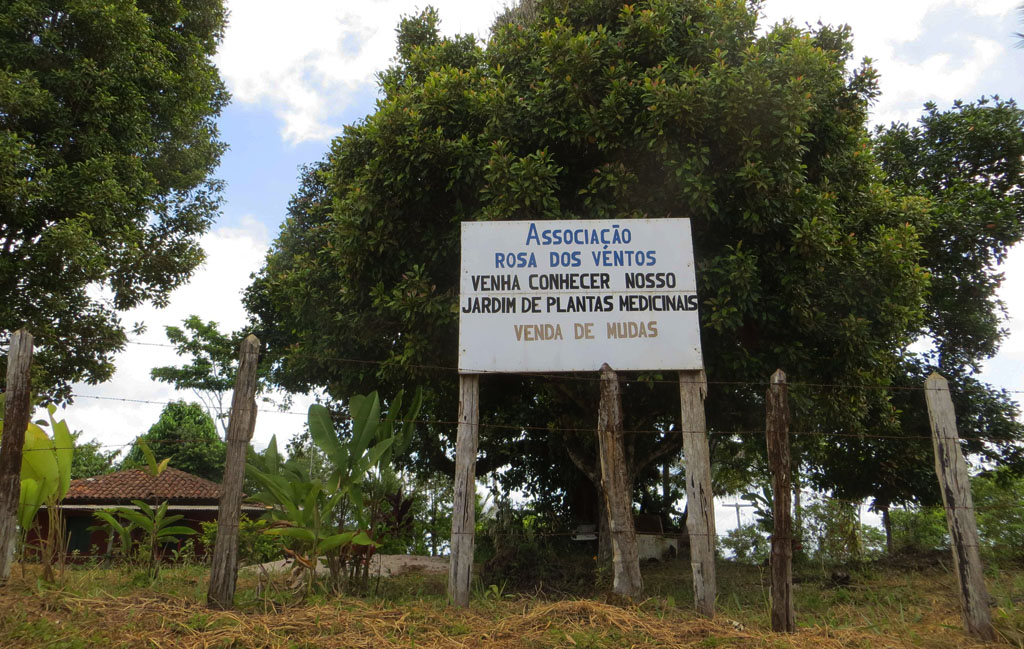 ASSOCIAÇÃO
ROSA DOS VENTOS
VENHA CONHECER NOSSO
JARDIM DE PLANTAS MEDICINAIS
VENDA DE MUDAS